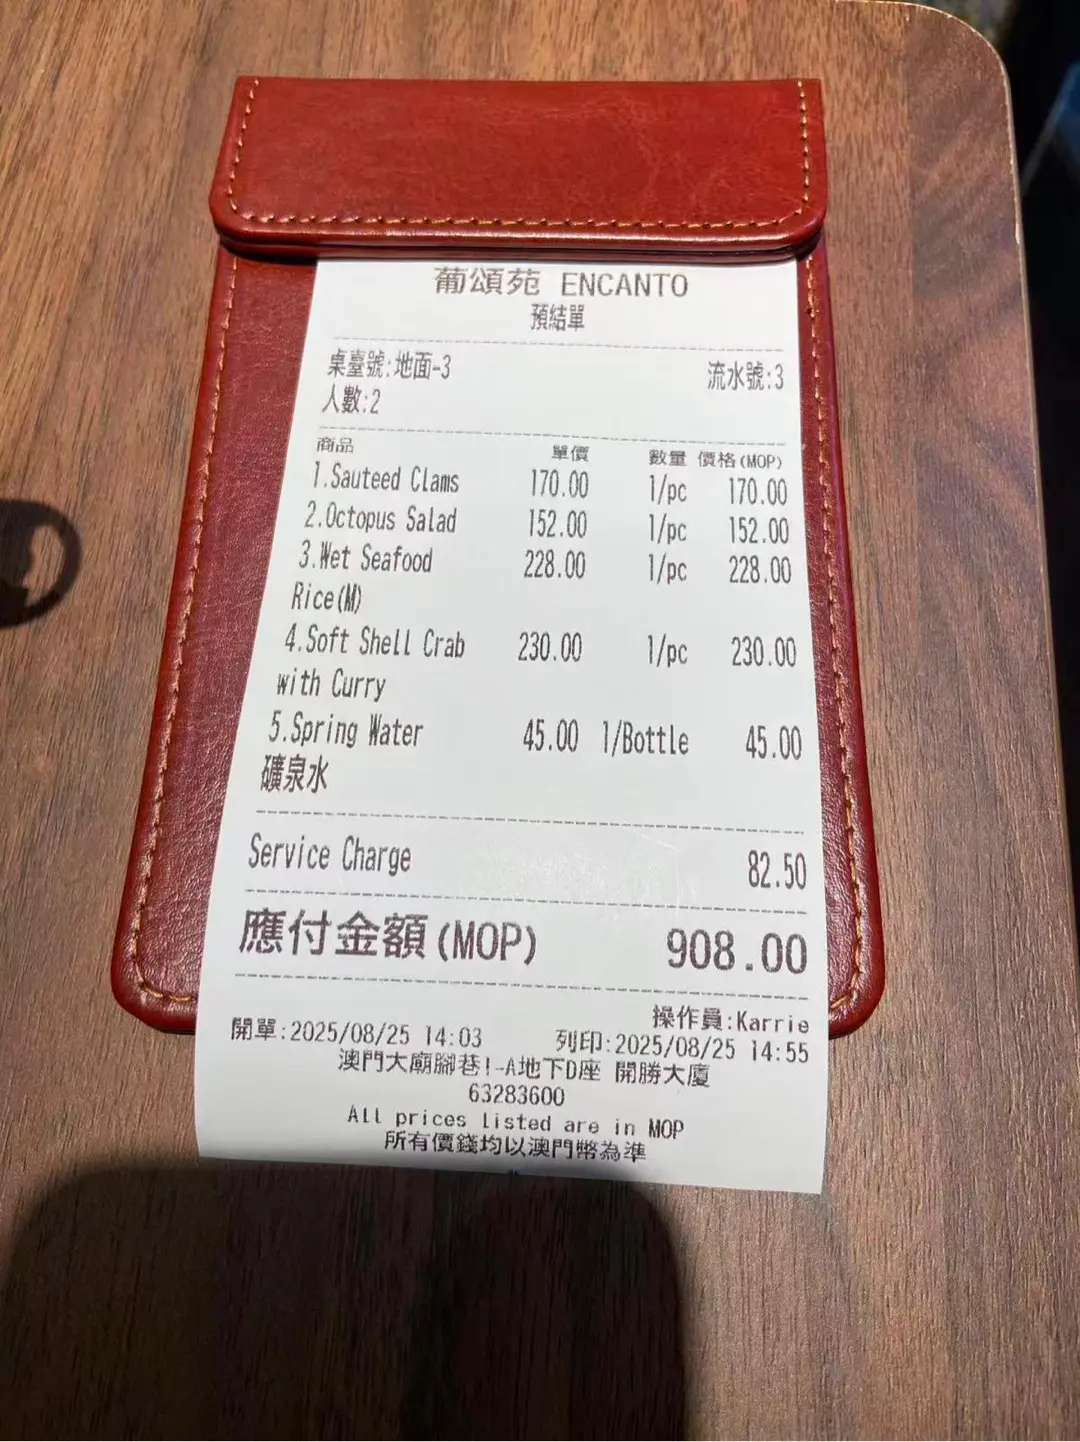 葡頌苑 ENCANTO
預結單
桌臺號:地面-3 流水號:3
人數:2
商品 單價 數量 價格(MOP)
1.Sauteed Clams 170.00 1/pc 170.00
2.Octopus Salad 152.00 1/pc 152.00
3.Wet Seafood 228.00 1/pc 228.00
Rice(M)
4.Soft Shell Crab 230.00 1/pc 230.00
with Curry
5.Spring Water 45.00 1/Bottle 45.00
礦泉水
Service Charge 82.50
應付金額(MOP) 908.00
操作員:Karrie
開單:2025/08/25 14:03 列印:2025/08/25 14:55
澳門大廟腳巷1-A地下D座 開勝大廈
63283600
All prices listed are in MOP
所有價錢均以澳門幣為準